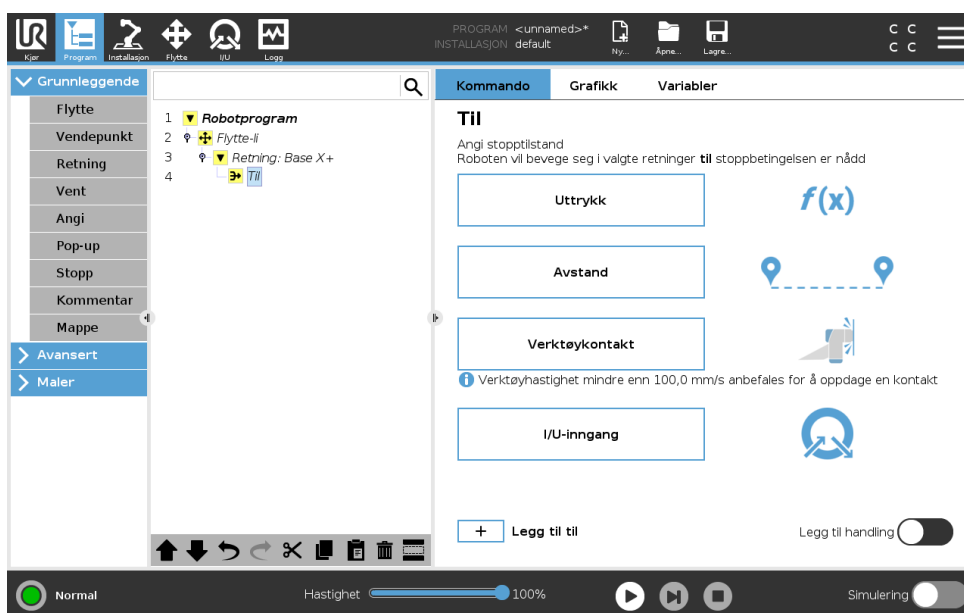 UR
PROGRAM <unnamed>*
INSTALLASJON default
Kjør Program Installasjon Flytte I/U Logg
Ny... Åpne... Lagre...
C C
C C
Grunnleggende
Flytte
Vendepunkt
Retning
Vent
Angi
Pop-up
Stopp
Kommentar
Mappe
Avansert
Maler
1 Robotprogram
2 Flytte-li
3 Retning: Base X+
4 Til
Kommando Grafikk Variabler
Til
Angi stopptilstand
Roboten vil bevege seg i valgte retninger til stoppbetingelsen er nådd
Uttrykk f(x)
Avstand
Verktøykontakt
Verktøyhastighet mindre enn 100,0 mm/s anbefales for å oppdage en kontakt
I/U-inngang
+ Legg til til
Legg til handling
Normal
Hastighet 100%
Simulering